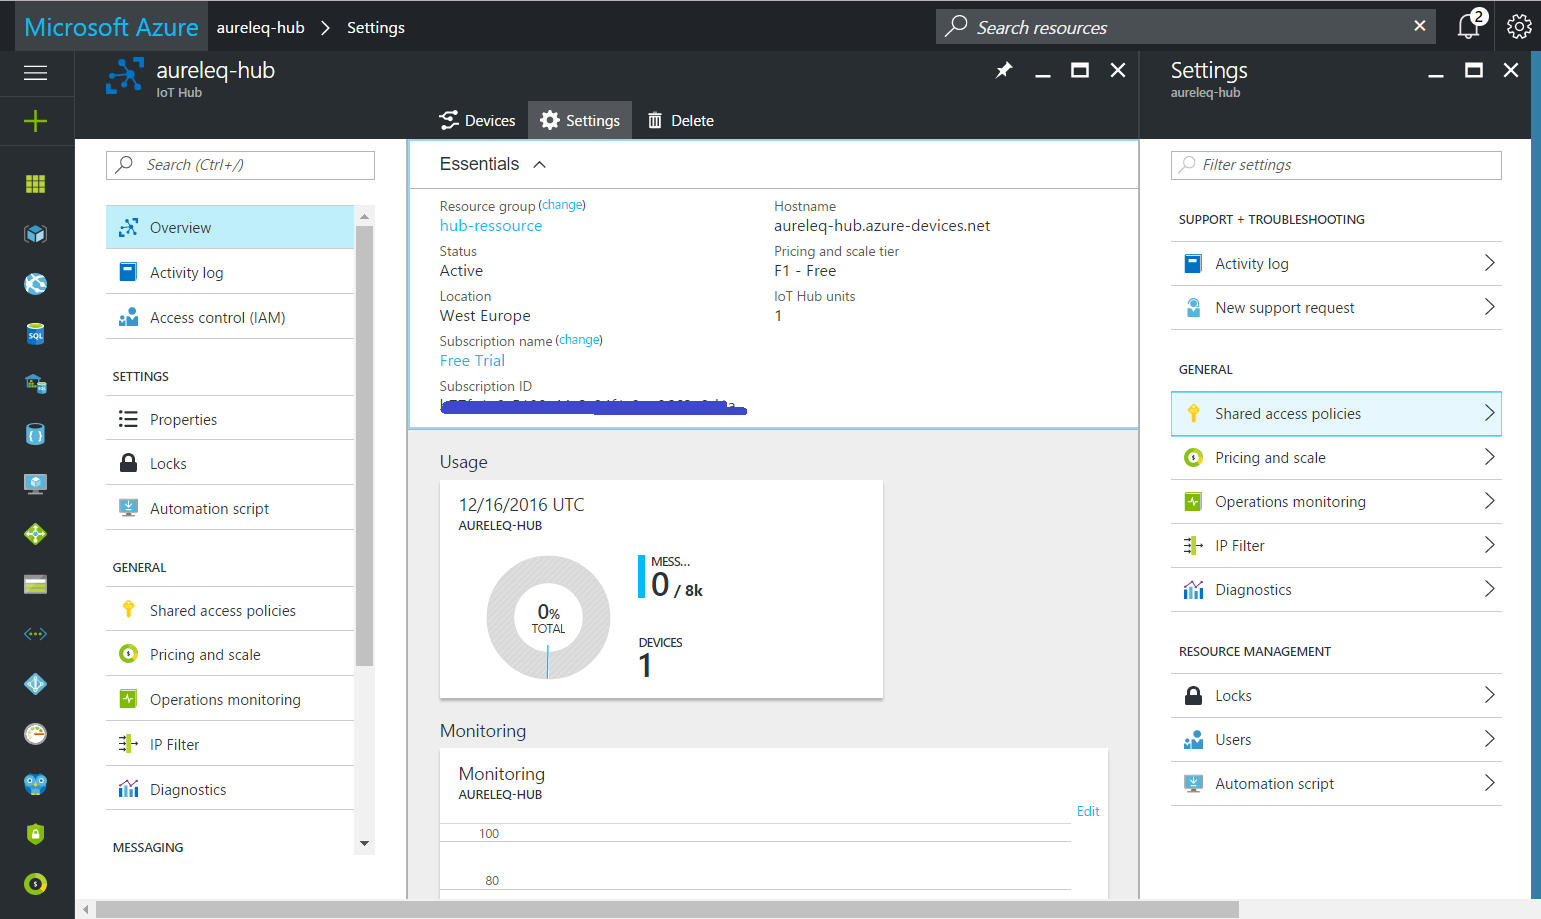 Microsoft Azure
aureleq-hub
Settings
Search resources
2
aureleq-hub
IoT Hub
Devices
Settings
Delete
Search (Ctrl+/)
Overview
Activity log
Access control (IAM)
SETTINGS
Properties
Locks
Automation script
GENERAL
Shared access policies
Pricing and scale
Operations monitoring
IP Filter
Diagnostics
MESSAGING
Essentials
Resource group (change)
hub-ressource
Status
Active
Location
West Europe
Subscription name (change)
Free Trial
Subscription ID
Hostname
aureleq-hub.azure-devices.net
Pricing and scale tier
F1 - Free
IoT Hub units
1
Usage
12/16/2016 UTC
AURELEQ-HUB
0%
TOTAL
MESS...
0 / 8k
DEVICES
1
Monitoring
Monitoring
AURELEQ-HUB
Edit
100
80
Settings
aureleq-hub
Filter settings
SUPPORT + TROUBLESHOOTING
Activity log
New support request
GENERAL
Shared access policies
Pricing and scale
Operations monitoring
IP Filter
Diagnostics
RESOURCE MANAGEMENT
Locks
Users
Automation script
SQL